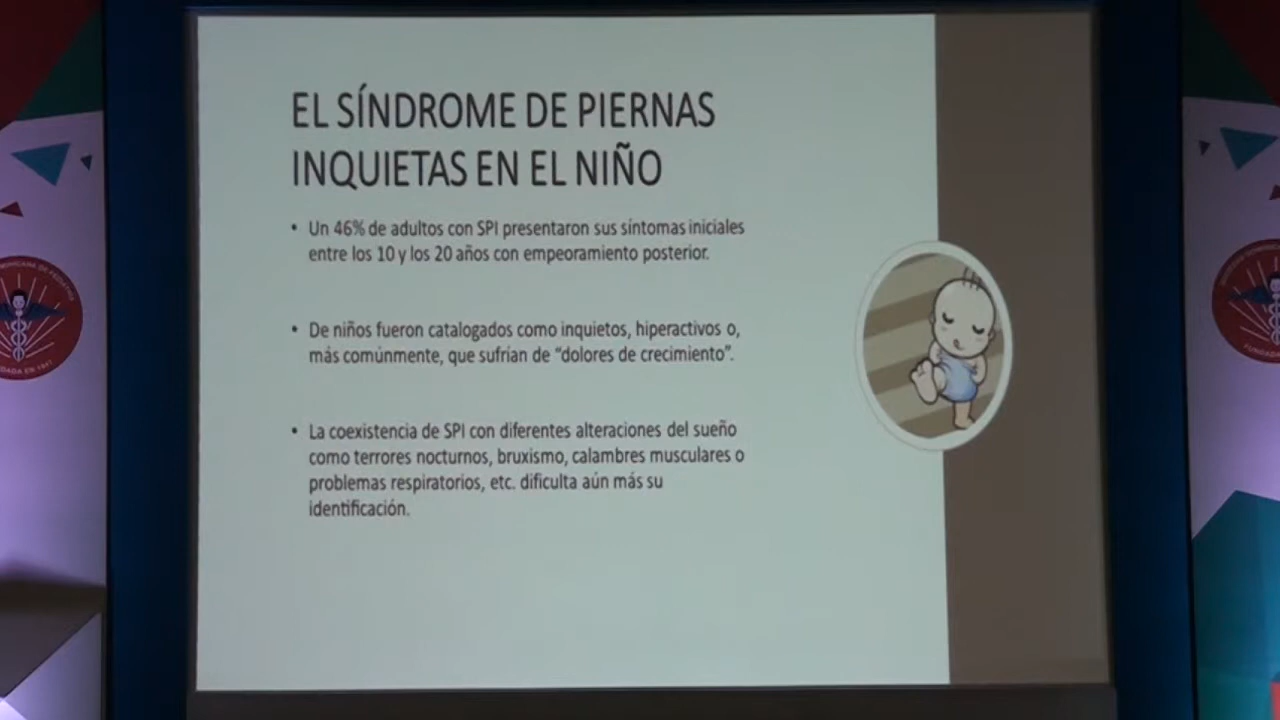 EL SÍNDROME DE PIERNAS
INQUIETAS EN EL NIÑO
• Un 46% de adultos con SPI presentaron sus síntomas iniciales
entre los 10 y los 20 años con empeoramiento posterior.
• De niños fueron catalogados como inquietos, hiperactivos o,
más comúnmente, que sufrían de “dolores de crecimiento”.
• La coexistencia de SPI con diferentes alteraciones del sueño
como terrores nocturnos, bruxismo, calambres musculares o
problemas respiratorios, etc. dificulta aún más su
identificación.